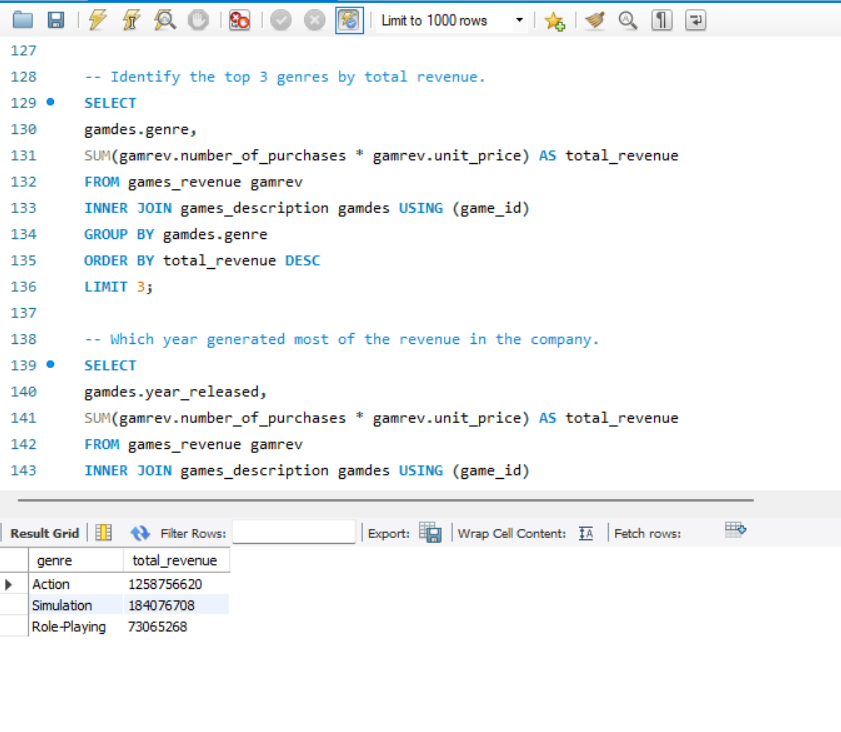 Limit to 1000 rows
127
128 -- Identify the top 3 genres by total revenue.
129 SELECT
130 gamdes.genre,
131 SUM(gamrev.number_of_purchases * gamrev.unit_price) AS total_revenue
132 FROM games_revenue gamrev
133 INNER JOIN games_description gamdes USING (game_id)
134 GROUP BY gamdes.genre
135 ORDER BY total_revenue DESC
136 LIMIT 3;
137
138 -- Which year generated most of the revenue in the company.
139 SELECT
140 gamdes.year_released,
141 SUM(gamrev.number_of_purchases * gamrev.unit_price) AS total_revenue
142 FROM games_revenue gamrev
143 INNER JOIN games_description gamdes USING (game_id)
Result Grid Filter Rows: Export: Wrap Cell Content: Fetch rows:
genre total_revenue
Action 1258756620
Simulation 184076708
Role-Playing 73065268